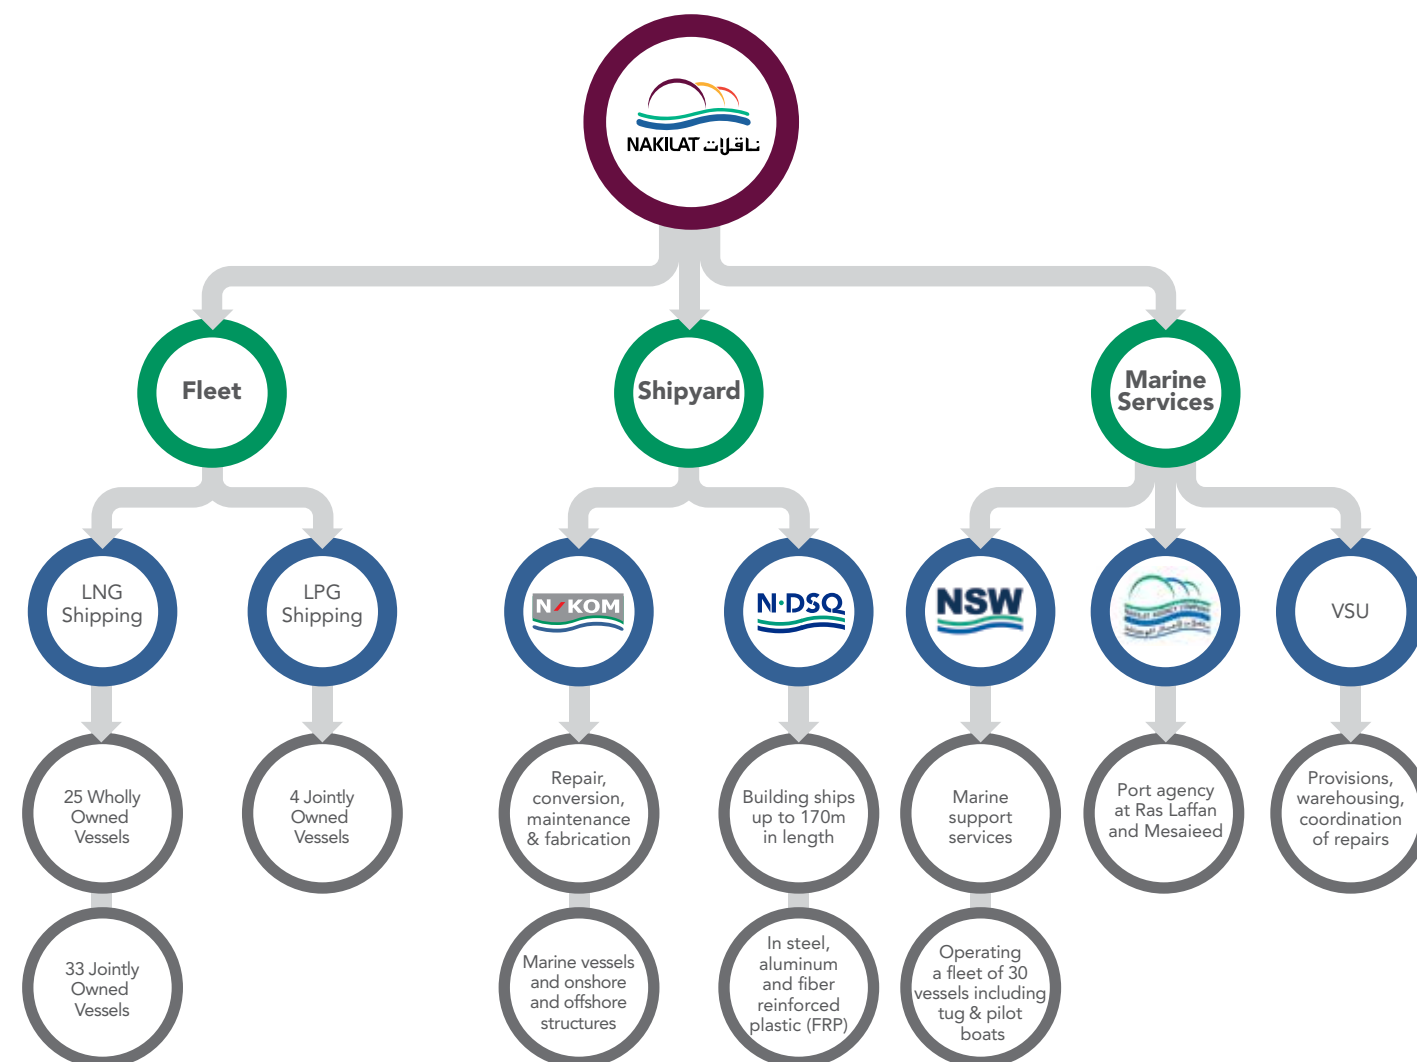 NAKILAT ناقلات
Fleet
Shipyard
Marine
Services
LNG
Shipping
LPG
Shipping
N KOM
N·DSQ
NSW
NAKILAT AGENCY COMPANY
VSU
25 Wholly
Owned
Vessels
4 Jointly
Owned
Vessels
Repair,
conversion,
maintenance
& fabrication
Building ships
up to 170m
in length
Marine
support
services
Port agency
at Ras Laffan
and Mesaieed
Provisions,
warehousing,
coordination
of repairs
33 Jointly
Owned
Vessels
Marine vessels
and onshore
and offshore
structures
In steel,
aluminum
and fiber
reinforced
plastic (FRP)
Operating
a fleet of 30
vessels including
tug & pilot
boats